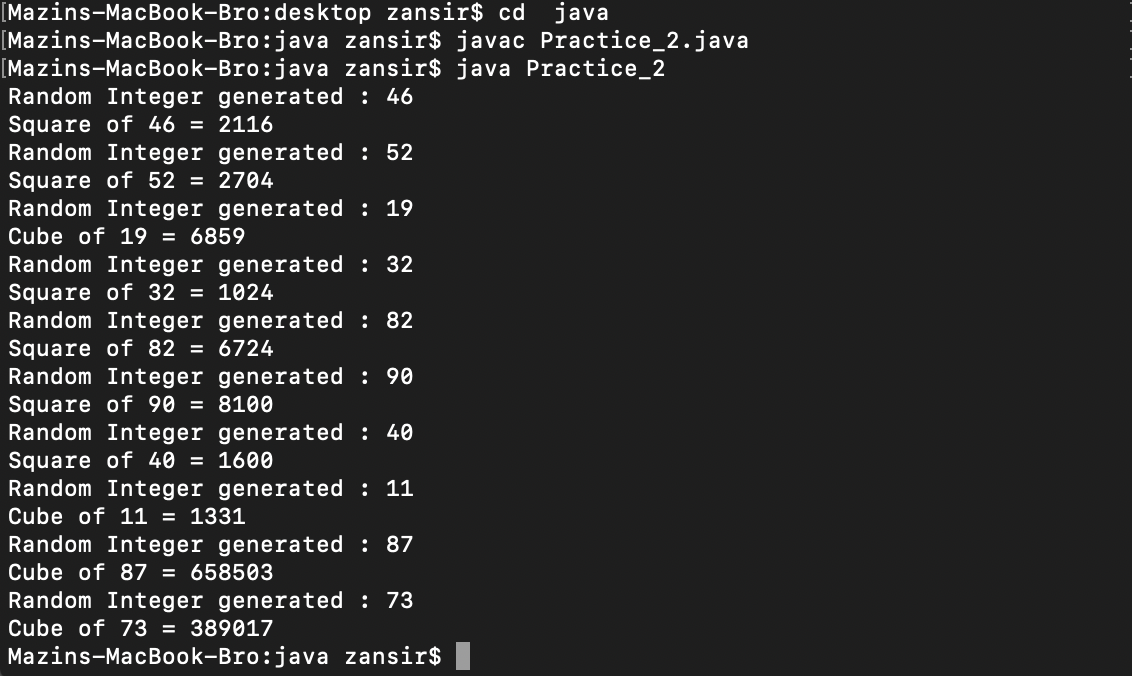 [Mazins-MacBook-Bro:desktop zansir$ cd  java
[Mazins-MacBook-Bro:java zansir$ javac Practice_2.java
[Mazins-MacBook-Bro:java zansir$ java Practice_2
Random Integer generated : 46
Square of 46 = 2116
Random Integer generated : 52
Square of 52 = 2704
Random Integer generated : 19
Cube of 19 = 6859
Random Integer generated : 32
Square of 32 = 1024
Random Integer generated : 82
Square of 82 = 6724
Random Integer generated : 90
Square of 90 = 8100
Random Integer generated : 40
Square of 40 = 1600
Random Integer generated : 11
Cube of 11 = 1331
Random Integer generated : 87
Cube of 87 = 658503
Random Integer generated : 73
Cube of 73 = 389017
Mazins-MacBook-Bro:java zansir$